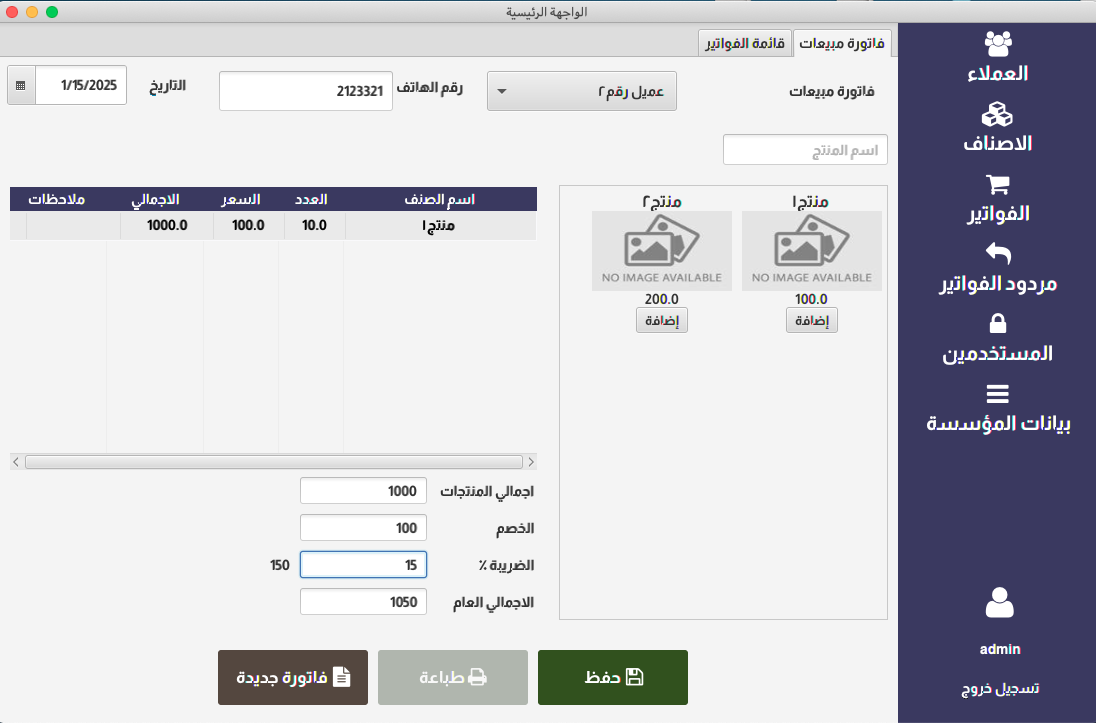 الواجهة الرئيسية
فاتورة مبيعات
قائمة الفواتير
فاتورة مبيعات
عميل رقم٢
رقم الهاتف
2123321
التاريخ
1/15/2025
اسم المنتج
منتج١
منتج٢
NO IMAGE AVAILABLE
NO IMAGE AVAILABLE
100.0
200.0
إضافة
إضافة
اسم الصنف
العدد
السعر
الاجمالي
ملاحظات
منتج١
10.0
100.0
1000.0
اجمالي المنتجات
1000
الخصم
100
الضريبة ٪
15
150
الاجمالي العام
1050
حفظ
طباعة
فاتورة جديدة
العملاء
الاصناف
الفواتير
مردود الفواتير
المستخدمين
بيانات المؤسسة
admin
تسجيل خروج